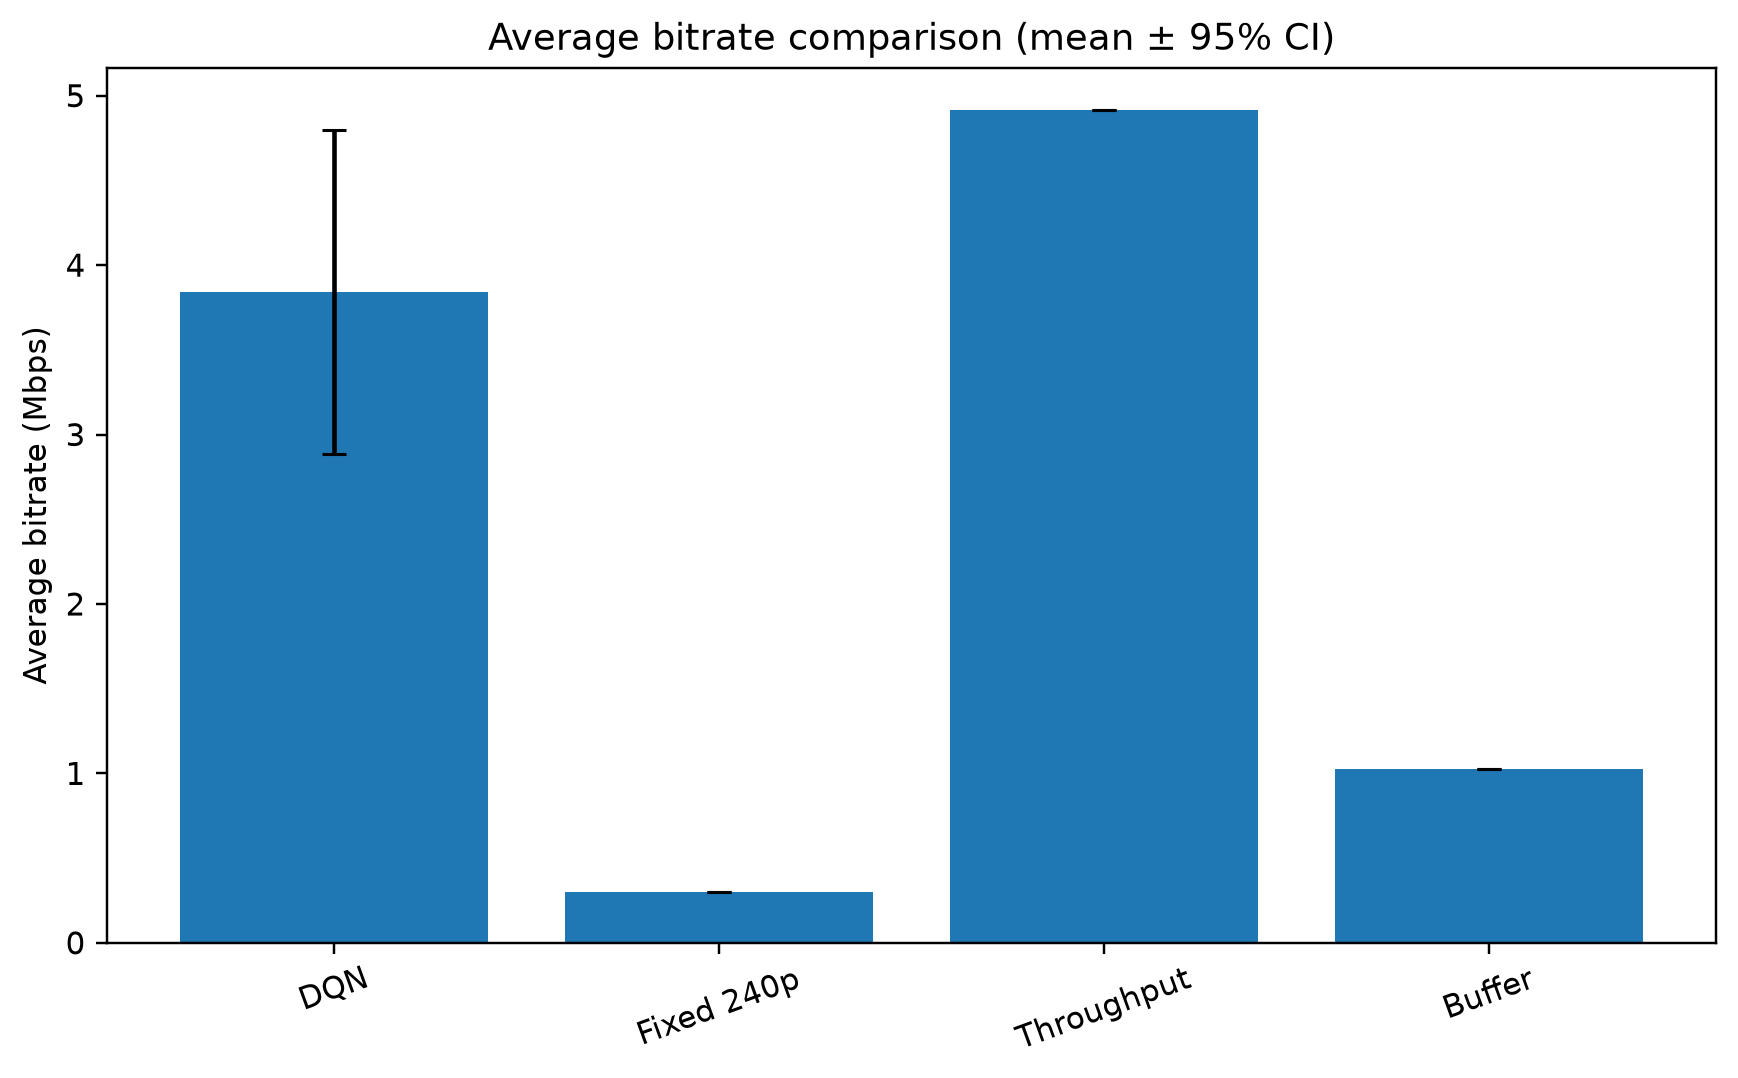 Average bitrate comparison (mean ± 95% CI)
Average bitrate (Mbps)
5
4
3
2
1
0
DQN
Fixed 240p
Throughput
Buffer